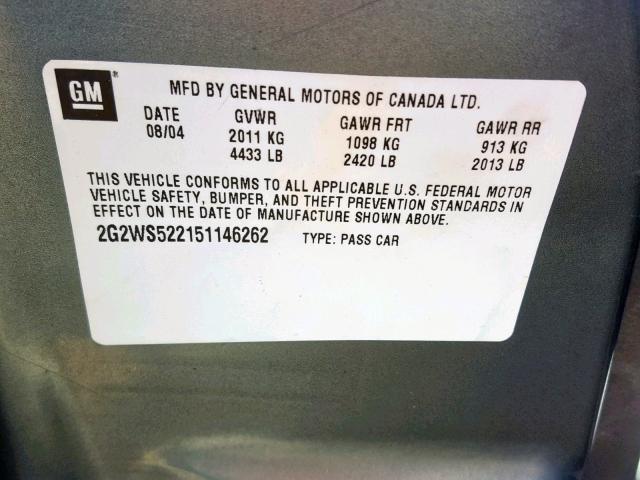 GM ®
MFD BY GENERAL MOTORS OF CANADA LTD.
DATE GVWR GAWR FRT GAWR RR
08/04 2011 KG 1098 KG 913 KG
4433 LB 2420 LB 2013 LB
THIS VEHICLE CONFORMS TO ALL APPLICABLE U.S. FEDERAL MOTOR
VEHICLE SAFETY, BUMPER, AND THEFT PREVENTION STANDARDS IN
EFFECT ON THE DATE OF MANUFACTURE SHOWN ABOVE.
2G2WS522151146262 TYPE: PASS CAR